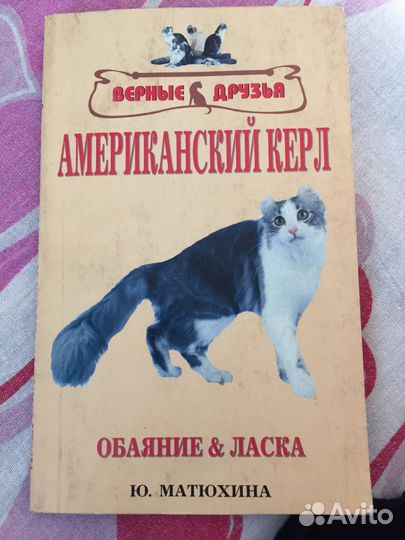 ВЕРНЫЕ ДРУЗЬЯ
АМЕРИКАНСКИЙ КЕРЛ
ОБАЯНИЕ & ЛАСКА
Ю. МАТЮХИНА
Avito